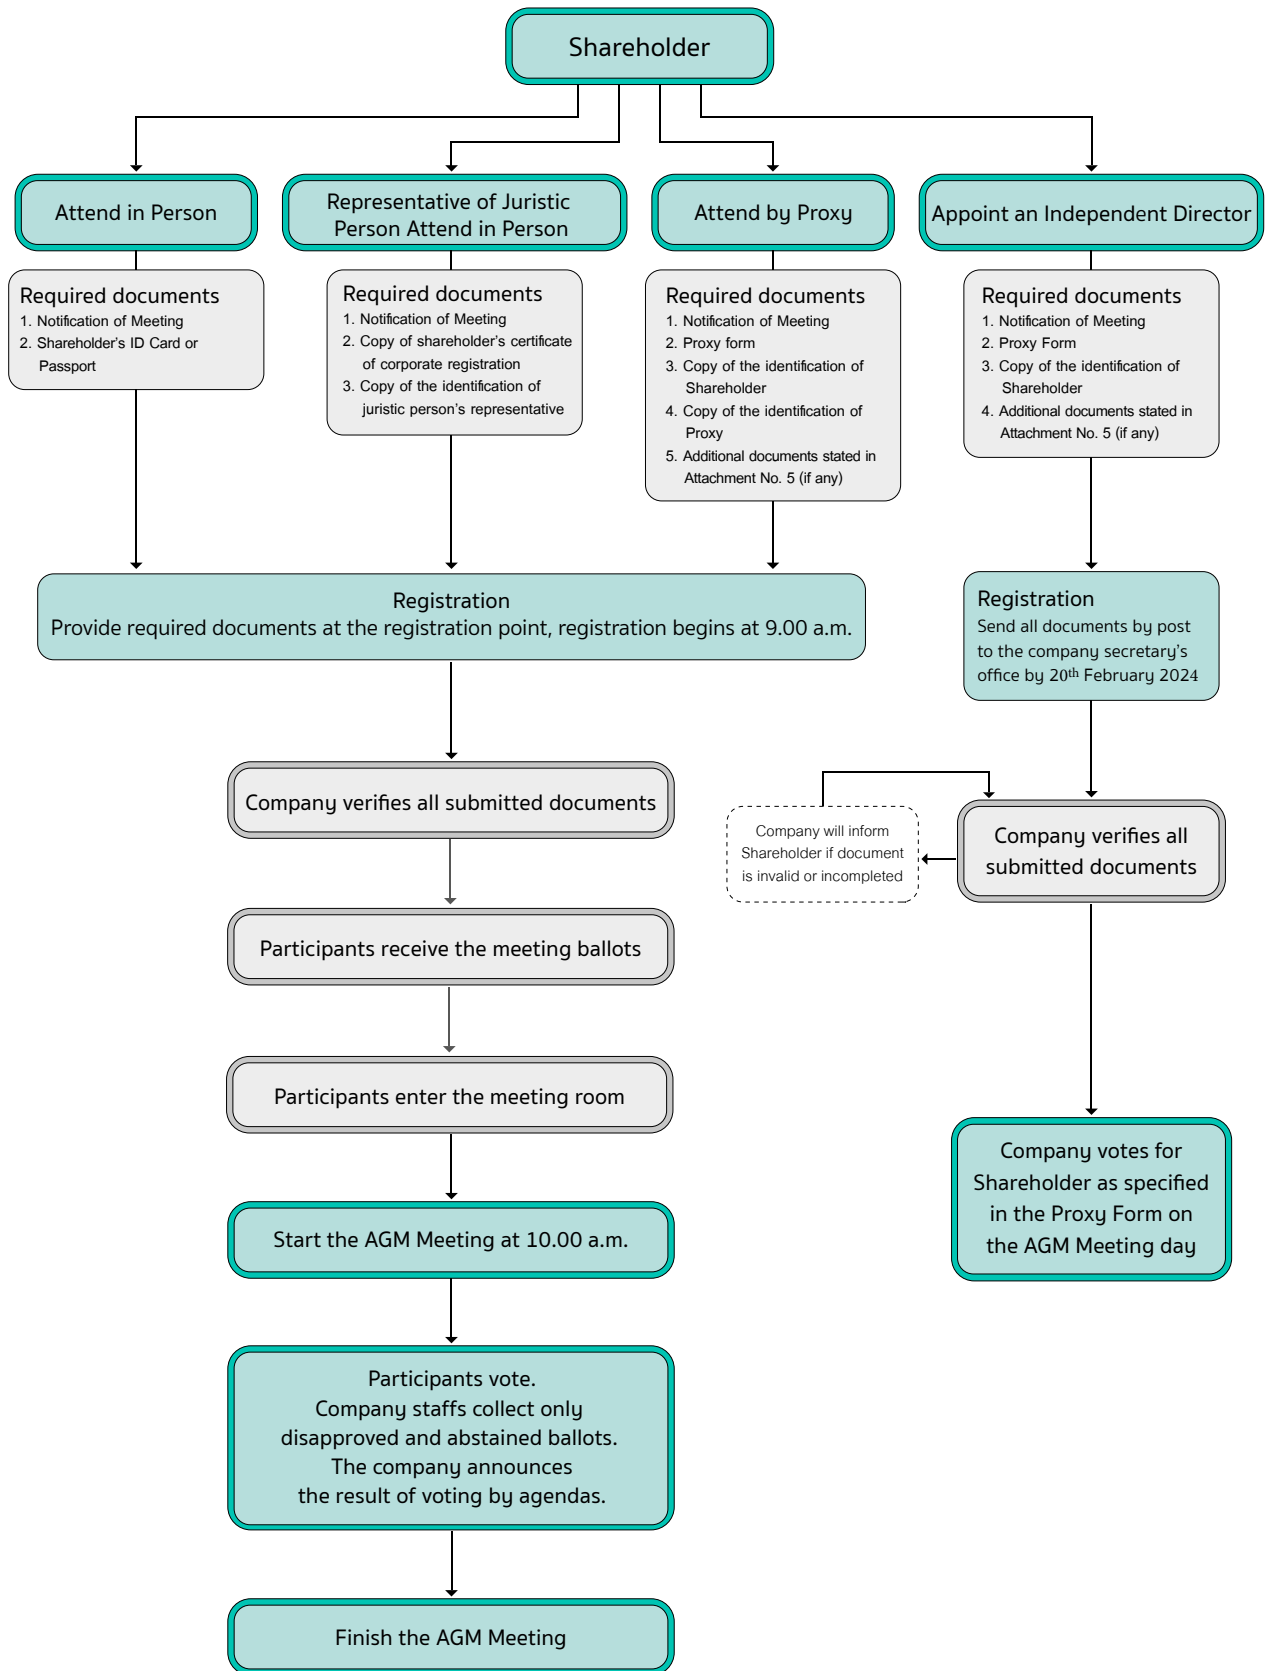 Shareholder
Attend in Person
Representative of Juristic
Person Attend in Person
Attend by Proxy
Appoint an Independent Director
Required documents
1. Notification of Meeting
2. Shareholder's ID Card or
Passport
Required documents
1. Notification of Meeting
2. Copy of shareholder's certificate
of corporate registration
3. Copy of the identification of
juristic person's representative
Required documents
1. Notification of Meeting
2. Proxy form
3. Copy of the identification of
Shareholder
4. Copy of the identification of
Proxy
5. Additional documents stated in
Attachment No. 5 (if any)
Required documents
1. Notification of Meeting
2. Proxy Form
3. Copy of the identification of
Shareholder
4. Additional documents stated in
Attachment No. 5 (if any)
Registration
Provide required documents at the registration point, registration begins at 9.00 a.m.
Registration
Send all documents by post
to the company secretary's
office by 20th February 2024
Company verifies all submitted documents
Company will inform
Shareholder if document
is invalid or incompleted
Company verifies all
submitted documents
Participants receive the meeting ballots
Participants enter the meeting room
Company votes for
Shareholder as specified
in the Proxy Form on
the AGM Meeting day
Start the AGM Meeting at 10.00 a.m.
Participants vote.
Company staffs collect only
disapproved and abstained ballots.
The company announces
the result of voting by agendas.
Finish the AGM Meeting